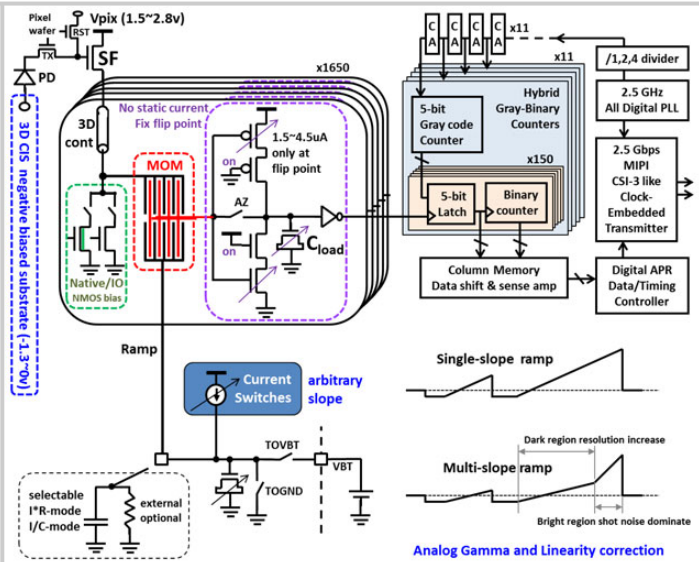 Pixel
wafer
Vpix (1.5~2.8v)
RST
TX
SF
PD
3D CIS negative biased substrate (-1.3~0v)
3D
cont
x1650
No static current
Fix flip point
1.5~4.5uA
only at
flip point
on
MOM
AZ
on
Cload
Native/IO
NMOS bias
Ramp
C
A
C
A
C
A
C
A
x11
x11
Hybrid
Gray-Binary
Counters
5-bit
Gray code
Counter
x150
5-bit
Latch
Binary
counter
Column Memory
Data shift & sense amp
/1,2,4 divider
2.5 GHz
All Digital PLL
2.5 Gbps
MIPI
CSI-3 like
Clock-
Embedded
Transmitter
Digital APR
Data/Timing
Controller
Current
Switches
arbitrary
slope
TOVBT
VBT
TOGND
selectable
I*R-mode
I/C-mode
external
optional
Single-slope ramp
Dark region resolution increase
Multi-slope ramp
Bright region shot noise dominate
Analog Gamma and Linearity correction